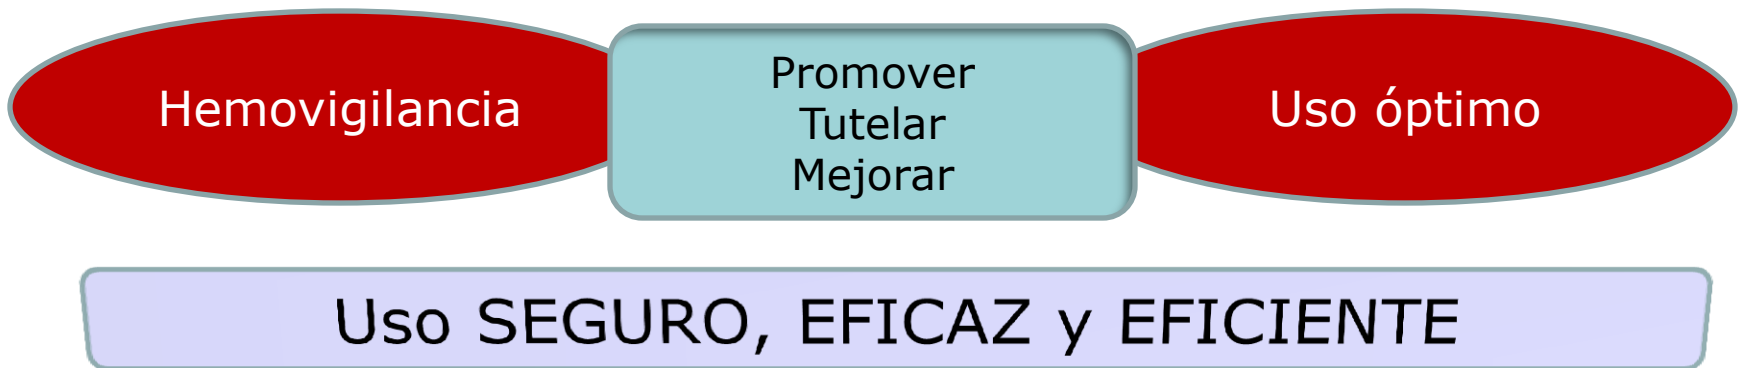 Hemovigilancia
Promover
Tutelar
Mejorar
Uso óptimo
Uso SEGURO, EFICAZ y EFICIENTE